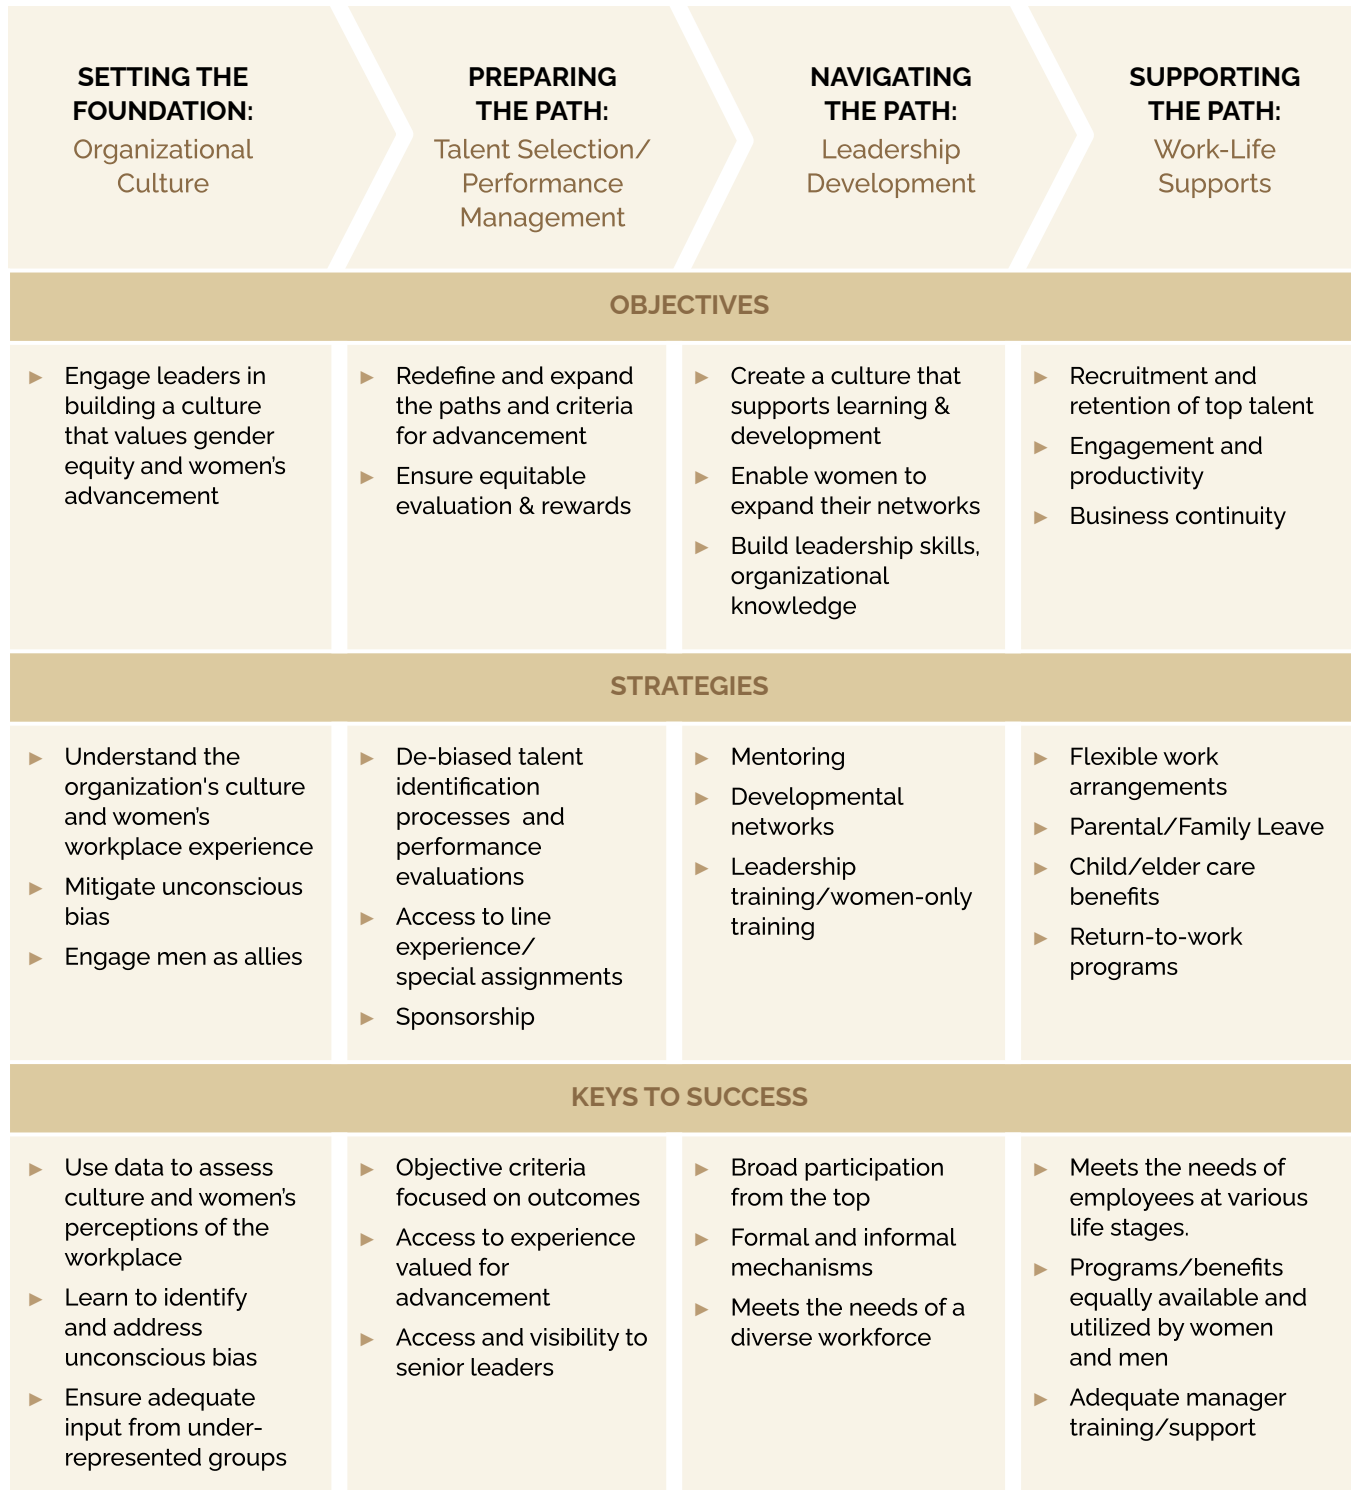 SETTING THE
FOUNDATION:
Organizational
Culture
PREPARING
THE PATH:
Talent Selection/
Performance
Management
NAVIGATING
THE PATH:
Leadership
Development
SUPPORTING
THE PATH:
Work-Life
Supports
OBJECTIVES
► Engage leaders in
building a culture
that values gender
equity and women’s
advancement
► Redefine and expand
the paths and criteria
for advancement
► Ensure equitable
evaluation & rewards
► Create a culture that
supports learning &
development
► Enable women to
expand their networks
► Build leadership skills,
organizational
knowledge
► Recruitment and
retention of top talent
► Engagement and
productivity
► Business continuity
STRATEGIES
► Understand the
organization's culture
and women’s
workplace experience
► Mitigate unconscious
bias
► Engage men as allies
► De-biased talent
identification
processes  and
performance
evaluations
► Access to line
experience/
special assignments
► Sponsorship
► Mentoring
► Developmental
networks
► Leadership
training/women-only
training
► Flexible work
arrangements
► Parental/Family Leave
► Child/elder care
benefits
► Return-to-work
programs
KEYS TO SUCCESS
► Use data to assess
culture and women’s
perceptions of the
workplace
► Learn to identify
and address
unconscious bias
► Ensure adequate
input from under-
represented groups
► Objective criteria
focused on outcomes
► Access to experience
valued for
advancement
► Access and visibility to
senior leaders
► Broad participation
from the top
► Formal and informal
mechanisms
► Meets the needs of a
diverse workforce
► Meets the needs of
employees at various
life stages.
► Programs/benefits
equally available and
utilized by women
and men
► Adequate manager
training/support